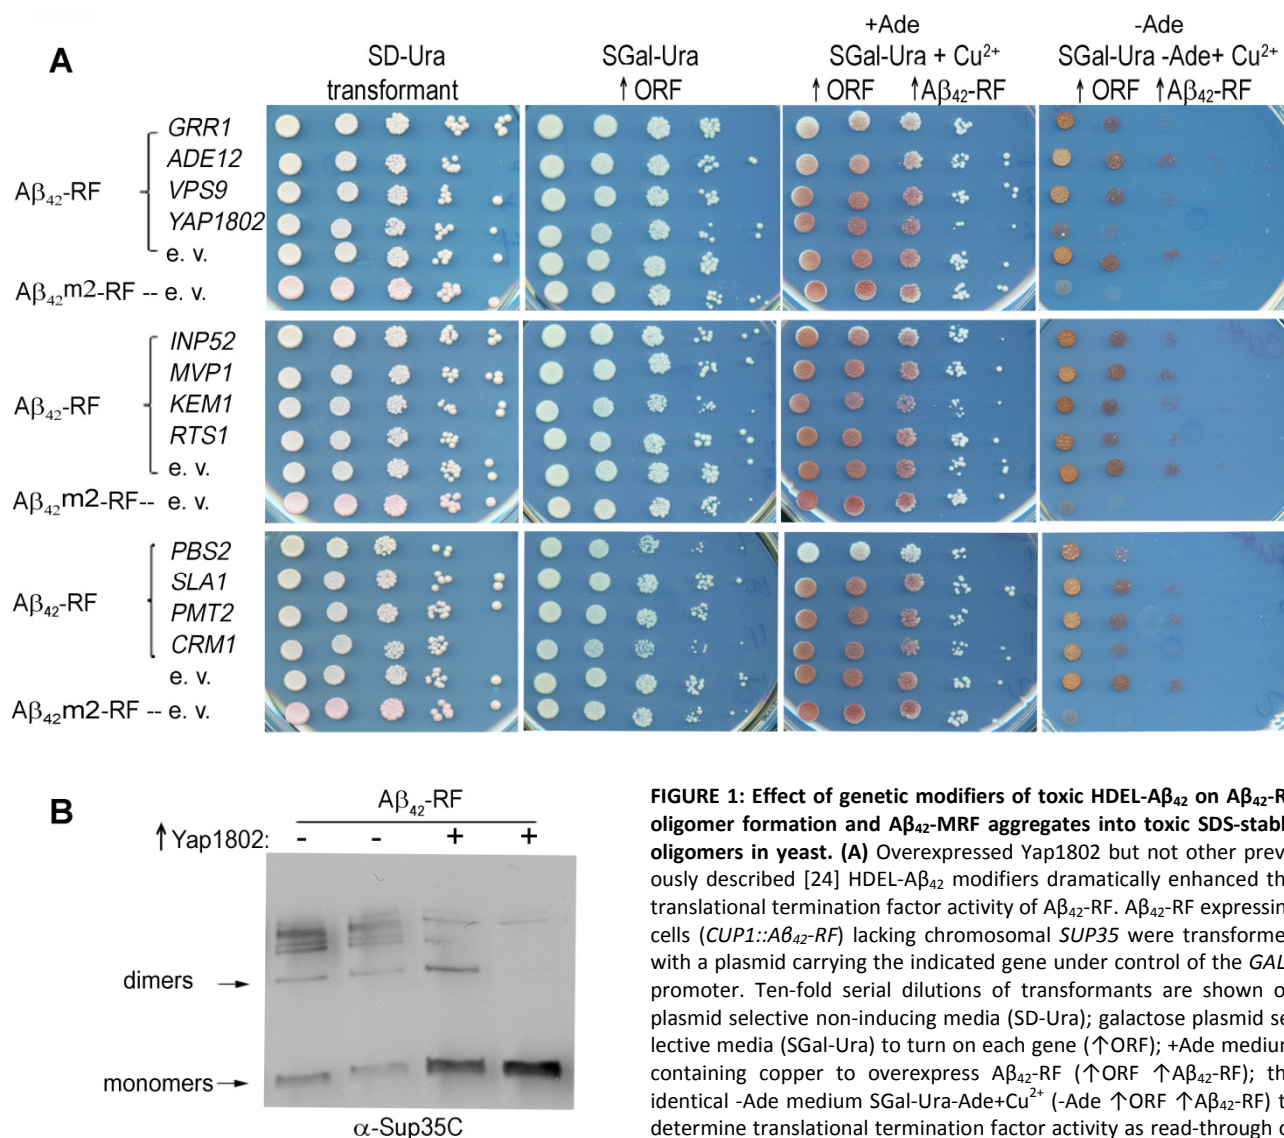 A
SD-Ura
transformant
SGal-Ura
↑ ORF
+Ade
SGal-Ura + Cu²⁺
↑ ORF ↑Aβ₄₂-RF
-Ade
SGal-Ura -Ade+ Cu²⁺
↑ ORF ↑Aβ₄₂-RF
Aβ₄₂-RF
GRR1
ADE12
VPS9
YAP1802
e. v.
Aβ₄₂m2-RF -- e. v.
Aβ₄₂-RF
INP52
MVP1
KEM1
RTS1
e. v.
Aβ₄₂m2-RF-- e. v.
Aβ₄₂-RF
PBS2
SLA1
PMT2
CRM1
e. v.
Aβ₄₂m2-RF -- e. v.
B
Aβ₄₂-RF
↑ Yap1802: - - + +
dimers
monomers
α-Sup35C
FIGURE 1: Effect of genetic modifiers of toxic HDEL-Aβ₄₂ on Aβ₄₂-R
oligomer formation and Aβ₄₂-MRF aggregates into toxic SDS-stabl
oligomers in yeast. (A) Overexpressed Yap1802 but not other prev
ously described [24] HDEL-Aβ₄₂ modifiers dramatically enhanced th
translational termination factor activity of Aβ₄₂-RF. Aβ₄₂-RF expressin
cells (CUP1::Aβ₄₂-RF) lacking chromosomal SUP35 were transforme
with a plasmid carrying the indicated gene under control of the GAL
promoter. Ten-fold serial dilutions of transformants are shown o
plasmid selective non-inducing media (SD-Ura); galactose plasmid se
lective media (SGal-Ura) to turn on each gene (↑ORF); +Ade medium
containing copper to overexpress Aβ₄₂-RF (↑ORF ↑Aβ₄₂-RF); th
identical -Ade medium SGal-Ura-Ade+Cu²⁺ (-Ade ↑ORF ↑Aβ₄₂-RF) t
determine translational termination factor activity as read-through o